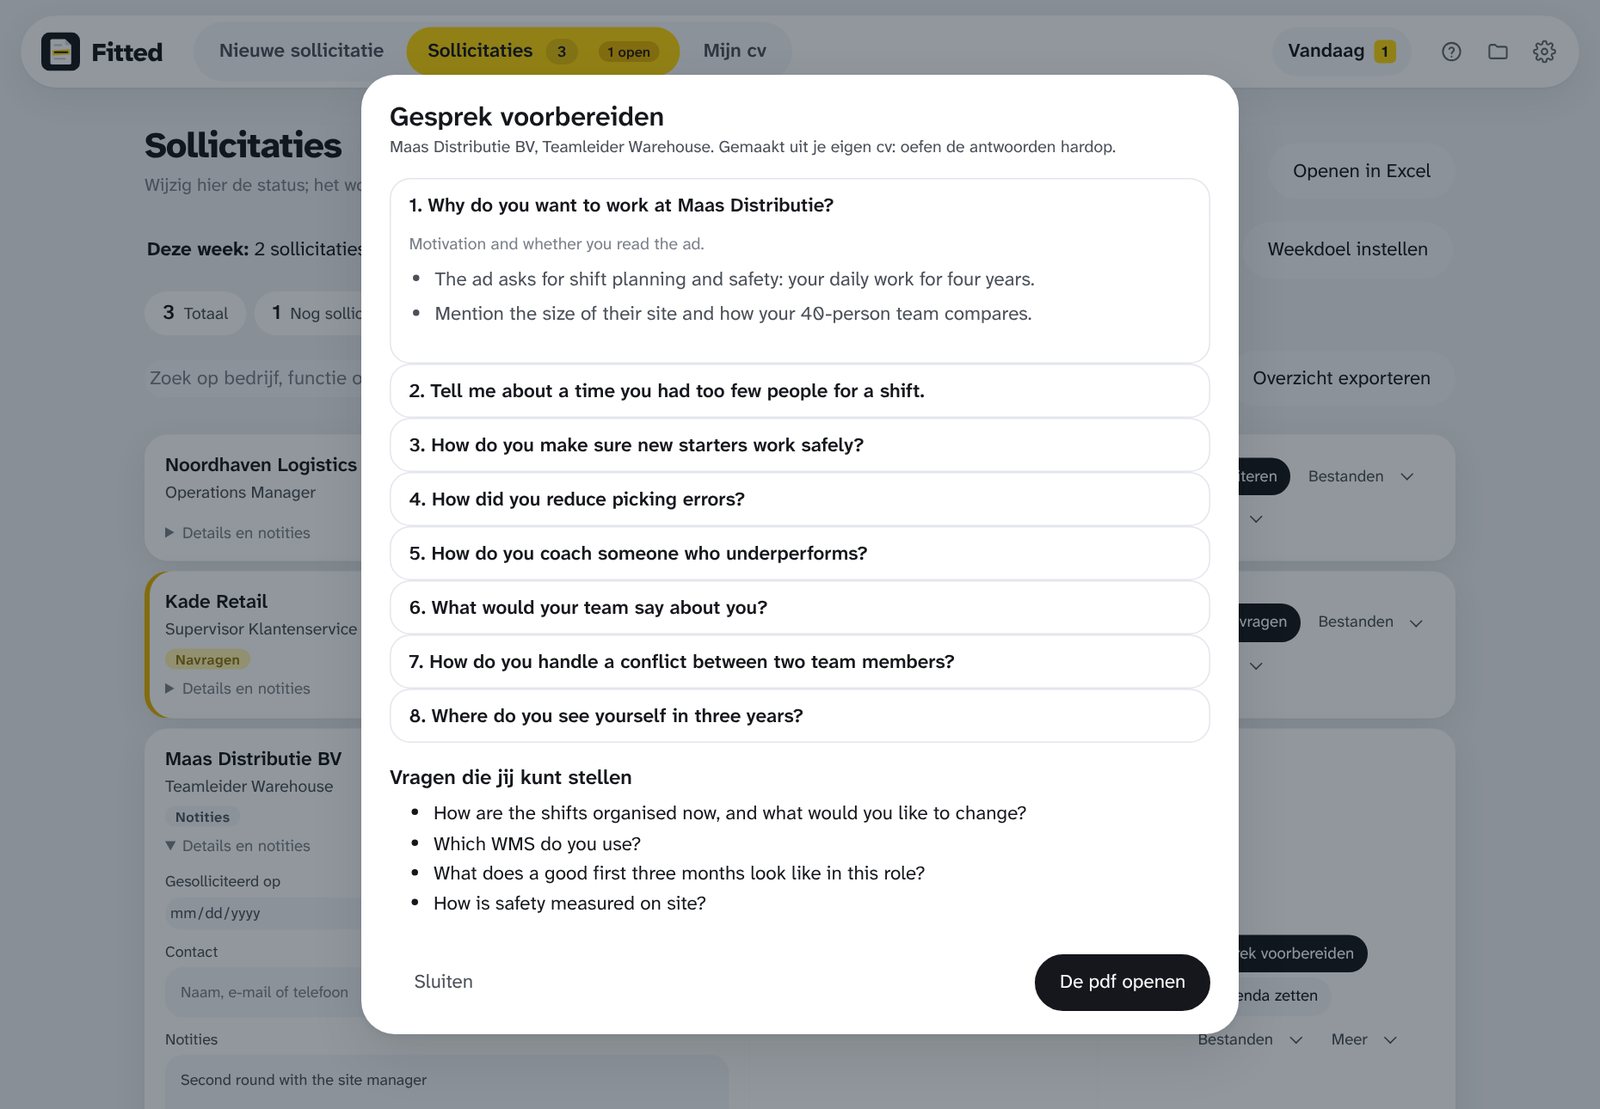 Fitted
Nieuwe sollicitatie
Sollicitaties 3 1 open
Mijn cv
Vandaag 1
Sollicitaties
Openen in Excel
Deze week: 2 sollicitaties
Weekdoel instellen
3 Totaal
1 Nog
Zoek op bedrijf, functie
Overzicht exporteren
Noordhaven Logistics
Operations Manager
Details en notities
Bestanden
Kade Retail
Supervisor Klantenservice
Navragen
Details en notities
Bestanden
Maas Distributie BV
Teamleider Warehouse
Notities
Details en notities
Gesolliciteerd op
mm/dd/yyyy
Contact
Naam, e-mail of telefoon
Notities
Second round with the site manager
voorbereiden
zetten
Bestanden
Meer
Gesprek voorbereiden
Maas Distributie BV, Teamleider Warehouse. Gemaakt uit je eigen cv: oefen de antwoorden hardop.
1. Why do you want to work at Maas Distributie?
Motivation and whether you read the ad.
• The ad asks for shift planning and safety: your daily work for four years.
• Mention the size of their site and how your 40-person team compares.
2. Tell me about a time you had too few people for a shift.
3. How do you make sure new starters work safely?
4. How did you reduce picking errors?
5. How do you coach someone who underperforms?
6. What would your team say about you?
7. How do you handle a conflict between two team members?
8. Where do you see yourself in three years?
Vragen die jij kunt stellen
• How are the shifts organised now, and what would you like to change?
• Which WMS do you use?
• What does a good first three months look like in this role?
• How is safety measured on site?
Sluiten
De pdf openen